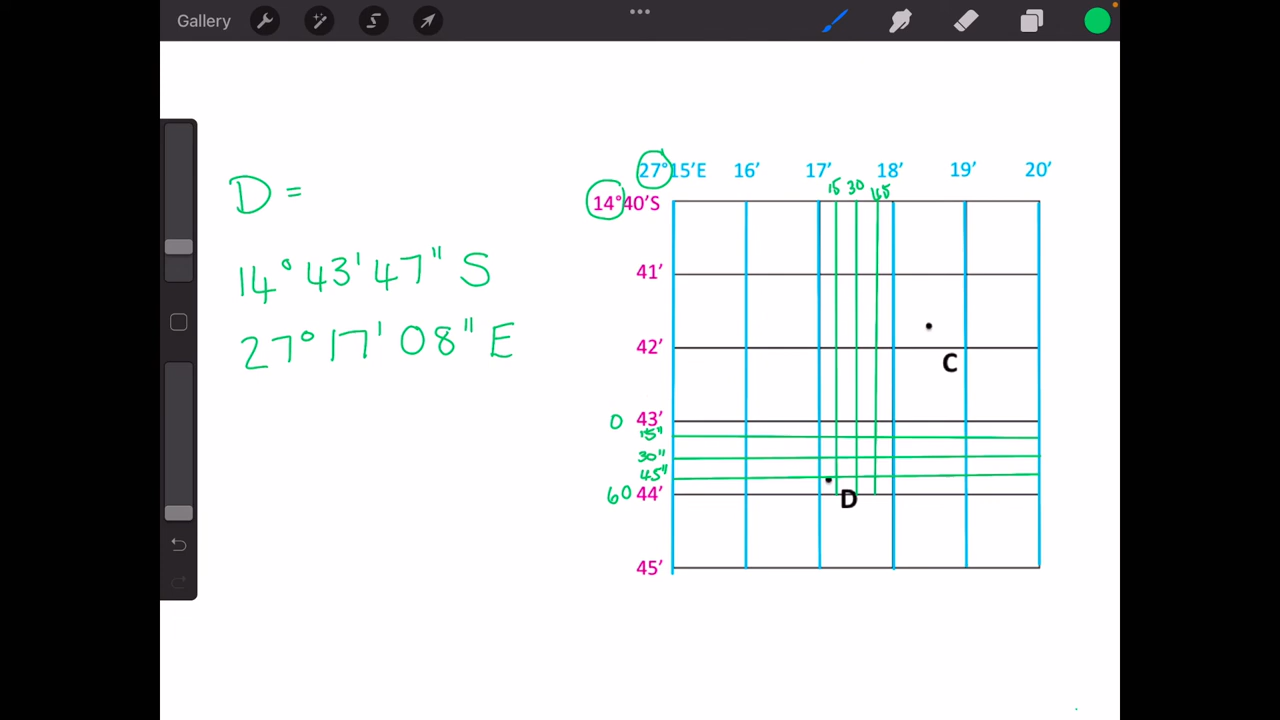 Gallery
D =
14° 43' 47" S
27° 17' 08" E
27°15'E 16' 17' 18' 19' 20'
15 30
14°40'S
41'
C
42'
0 43'
15"
30"
45"
60 44'
D
45'